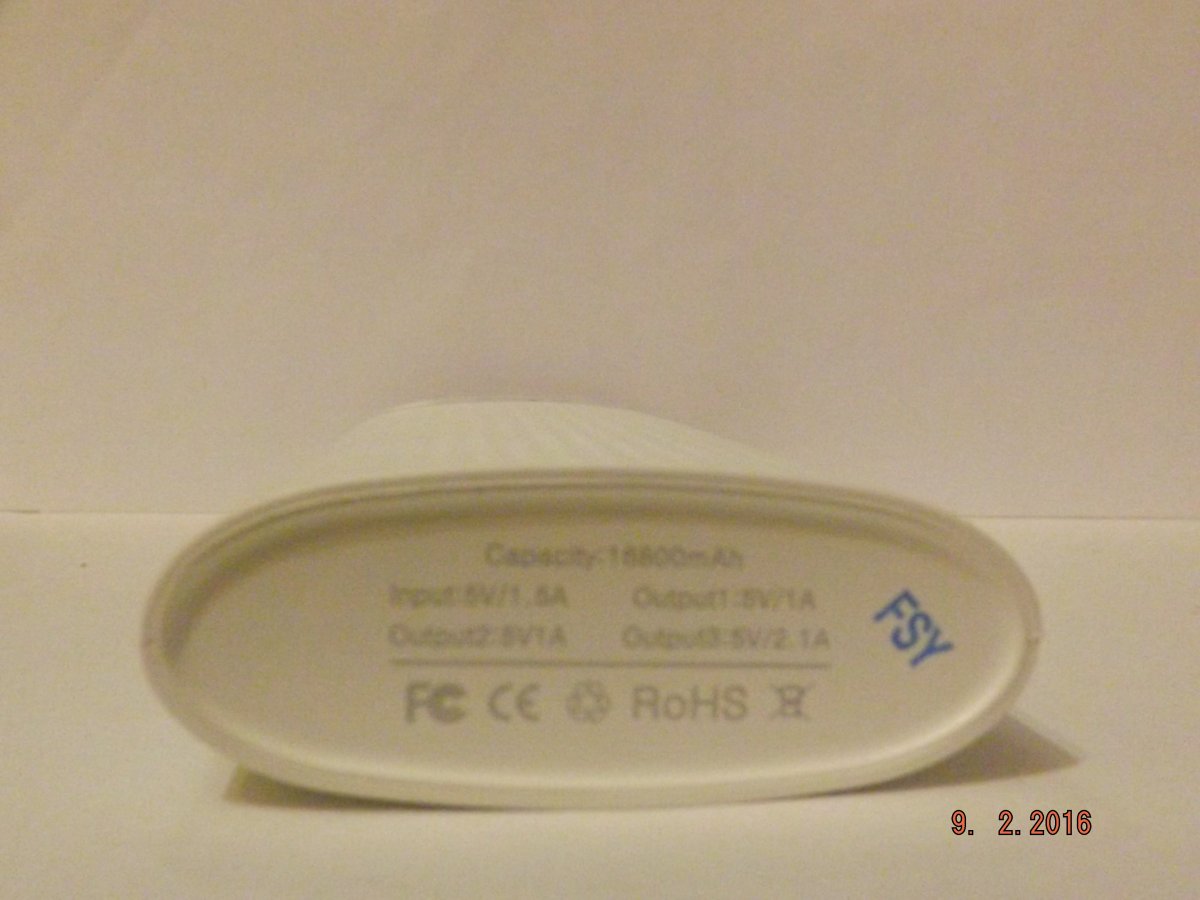 Capacity:16800mAh
Input:5V/1.5A Output1:5V/1A
Output2:5V1A Output3:5V/2.1A
FC CE RoHS
FSY
9. 2.2016